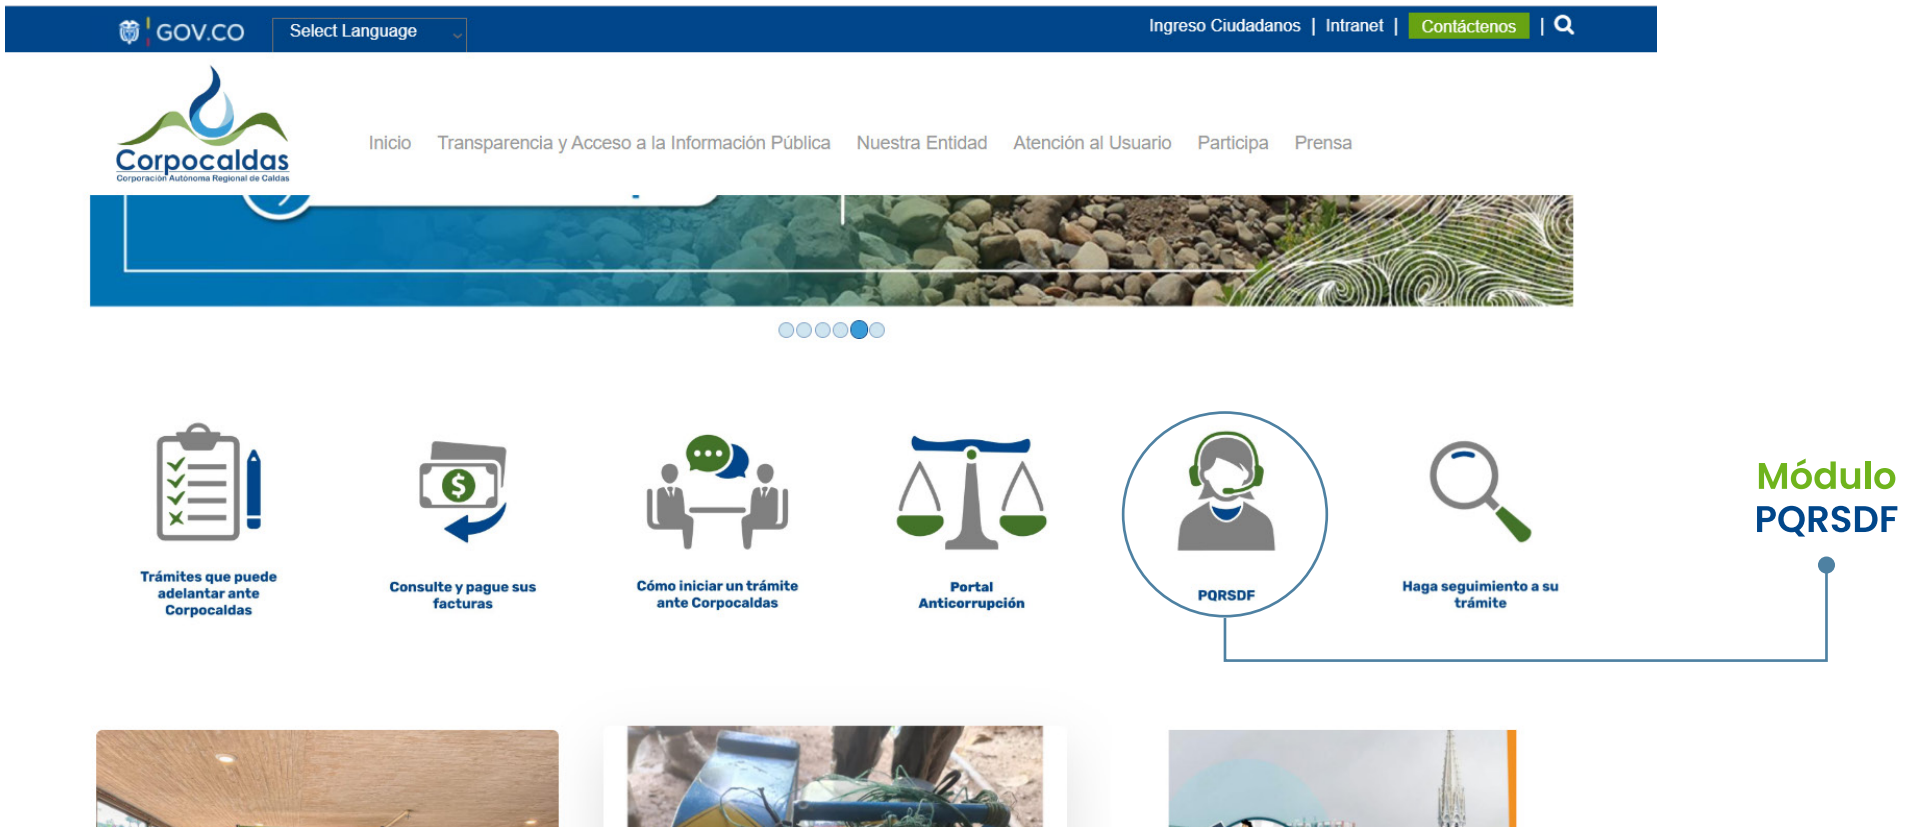 GOV.CO
Select Language
Ingreso Ciudadanos | Intranet | Contáctenos |
Corpocaldas
Corporación Autónoma Regional de Caldas
Inicio Transparencia y Acceso a la Información Pública Nuestra Entidad Atención al Usuario Participa Prensa
Trámites que puede
adelantar ante
Corpocaldas
Consulte y pague sus
facturas
Cómo iniciar un trámite
ante Corpocaldas
Portal
Anticorrupción
PQRSDF
Haga seguimiento a su
trámite
Módulo
PQRSDF